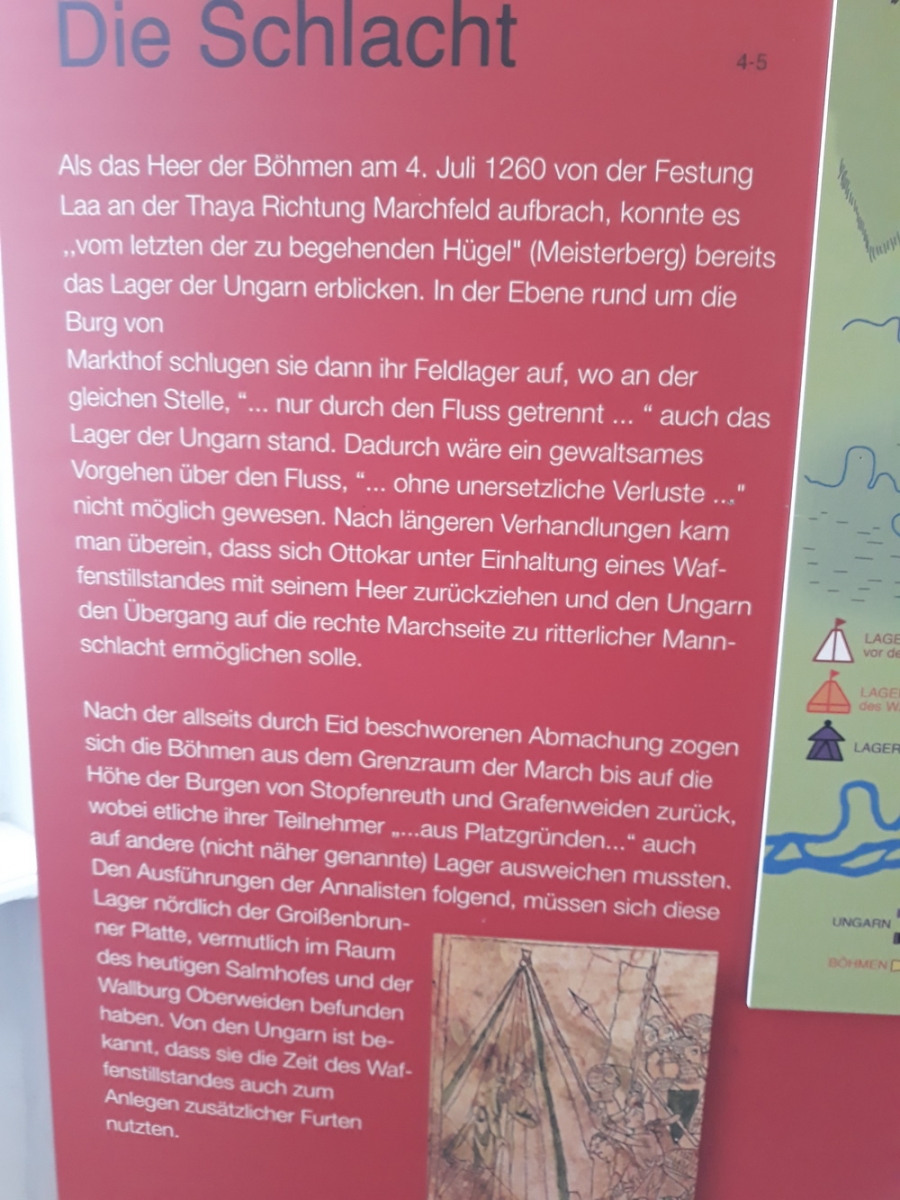 Die Schlacht
4-5
Als das Heer der Böhmen am 4. Juli 1260 von der Festung
Laa an der Thaya Richtung Marchfeld aufbrach, konnte es
,,vom letzten der zu begehenden Hügel" (Meisterberg) bereits
das Lager der Ungarn erblicken. In der Ebene rund um die
Burg von
Markthof schlugen sie dann ihr Feldlager auf, wo an der
gleichen Stelle, “... nur durch den Fluss getrennt ... “ auch das
Lager der Ungarn stand. Dadurch wäre ein gewaltsames
Vorgehen über den Fluss, “... ohne unersetzliche Verluste ..."
nicht möglich gewesen. Nach längeren Verhandlungen kam
man überein, dass sich Ottokar unter Einhaltung eines Waf-
fenstillstandes mit seinem Heer zurückziehen und den Ungarn
den Übergang auf die rechte Marchseite zu ritterlicher Mann-
schlacht ermöglichen solle.
Nach der allseits durch Eid beschworenen Abmachung zogen
sich die Böhmen aus dem Grenzraum der March bis auf die
Höhe der Burgen von Stopfenreuth und Grafenweiden zurück,
wobei etliche ihrer Teilnehmer „...aus Platzgründen...“ auch
auf andere (nicht näher genannte) Lager ausweichen mussten.
Den Ausführungen der Annalisten folgend, müssen sich diese
Lager nördlich der Groißenbrun-
ner Platte, vermutlich im Raum
des heutigen Salmhofes und der
Wallburg Oberweiden befunden
haben. Von den Ungarn ist be-
kannt, dass sie die Zeit des Waf-
fenstillstandes auch zum
Anlegen zusätzlicher Furten
nutzten.
LAGE
vor de
LAGE
des W
LAGER
UNGARN
BÖHMEN